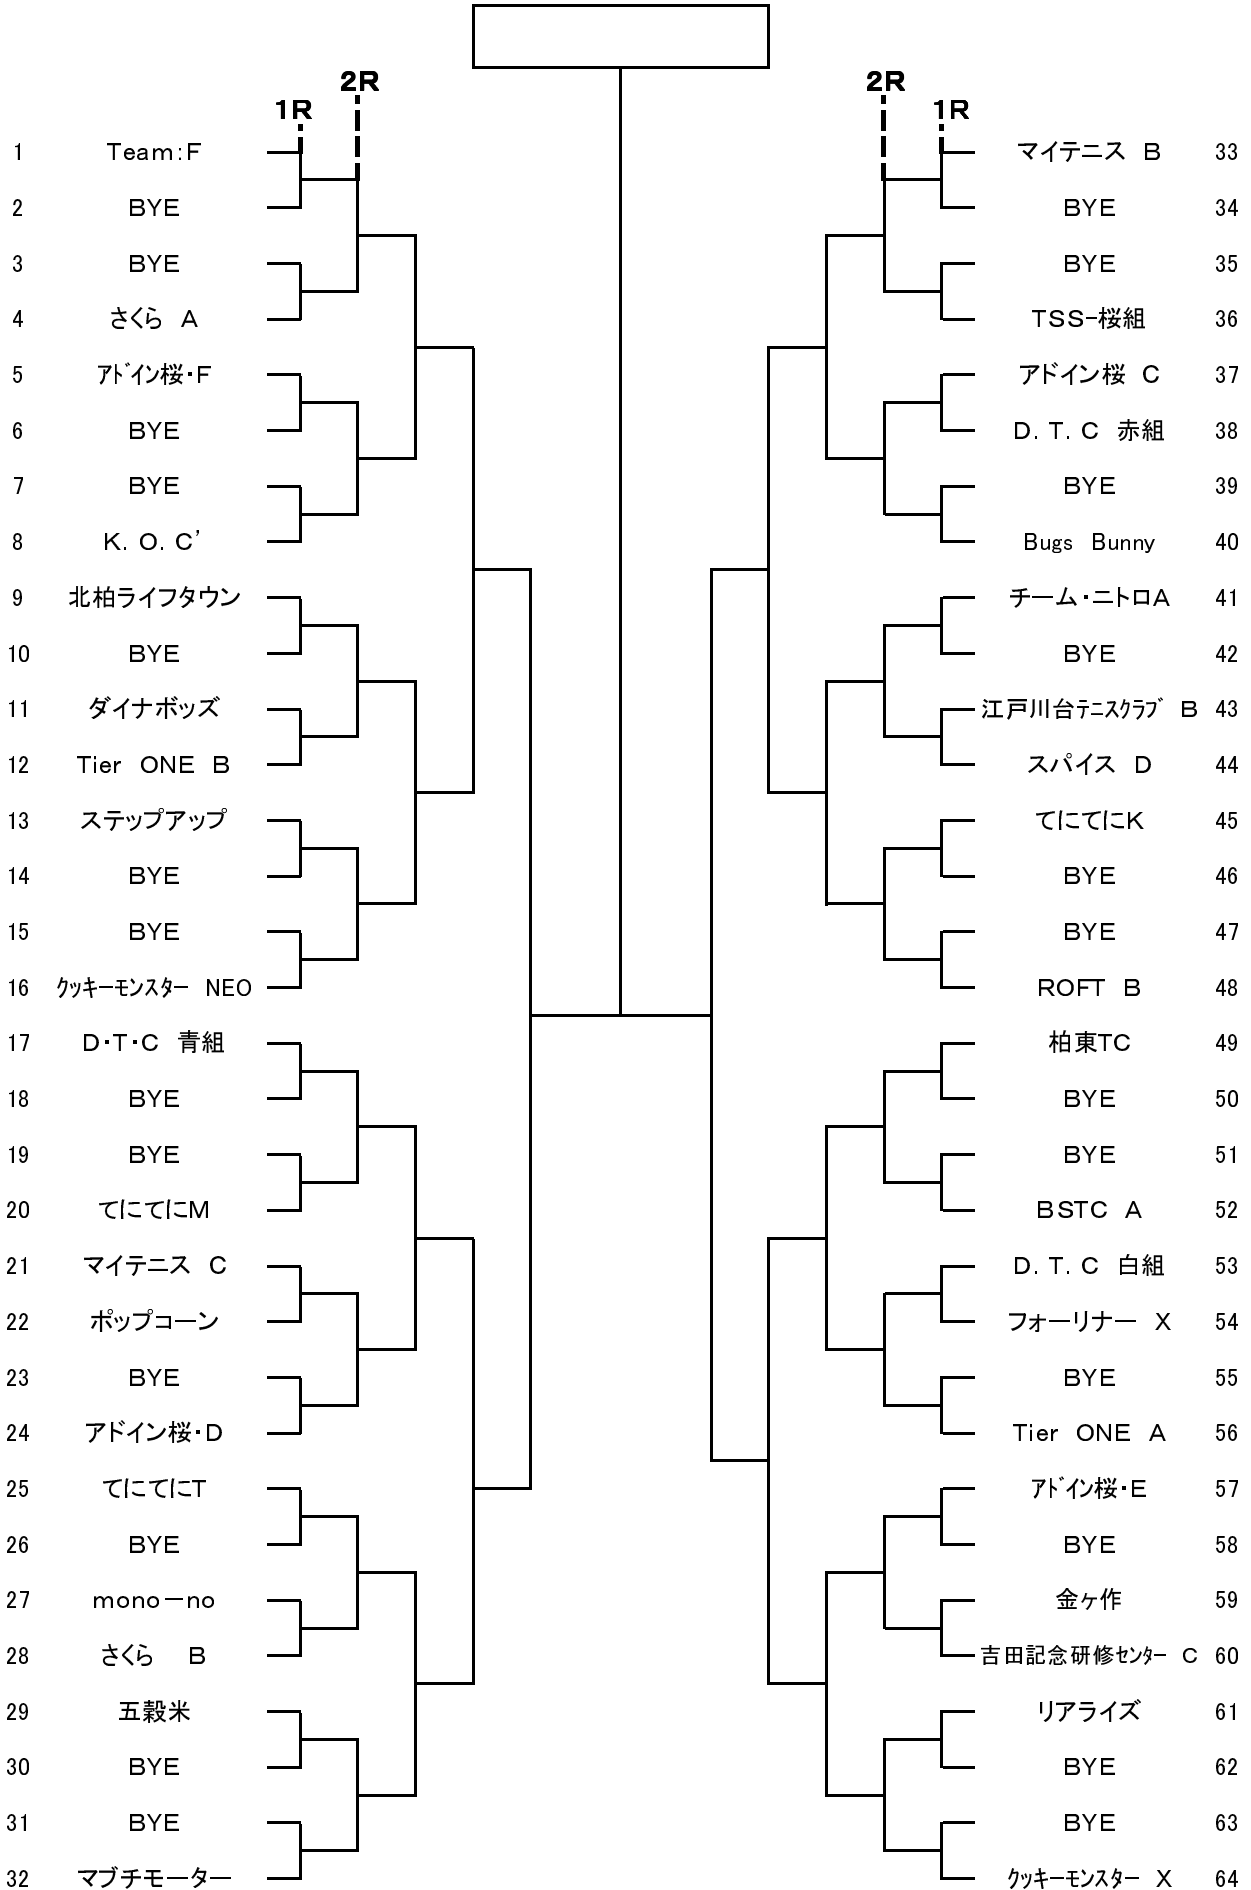 2R 2R
1R 1R
1 Team:F マイテニス B 33
2 BYE BYE 34
3 BYE BYE 35
4 さくら A TSS-桜組 36
5 ｱﾄﾞｲﾝ桜・F アドイン桜 C 37
6 BYE D.T.C 赤組 38
7 BYE BYE 39
8 K.O.C' Bugs Bunny 40
9 北柏ライフタウン チーム・ニトロA 41
10 BYE BYE 42
11 ダイナボッズ 江戸川台ﾃﾆｽｸﾗﾌﾞ B 43
12 Tier ONE B スパイス D 44
13 ステップアップ てにてにK 45
14 BYE BYE 46
15 BYE BYE 47
16 ｸｯｷｰﾓﾝｽﾀｰ NEO ROFT B 48
17 D・T・C 青組 柏東TC 49
18 BYE BYE 50
19 BYE BYE 51
20 てにてにM BSTC A 52
21 マイテニス C D.T.C 白組 53
22 ポップコーン フォーリナー X 54
23 BYE BYE 55
24 アドイン桜・D Tier ONE A 56
25 てにてにT ｱﾄﾞｲﾝ桜・E 57
26 BYE BYE 58
27 mono－no 金ヶ作 59
28 さくら B 吉田記念研修ｾﾝﾀｰ C 60
29 五穀米 リアライズ 61
30 BYE BYE 62
31 BYE BYE 63
32 マブチモーター ｸｯｷｰﾓﾝｽﾀｰ X 64